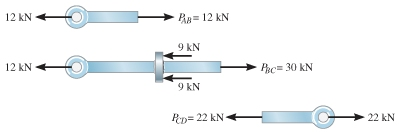 12 kN P_AB = 12 kN
9 kN
12 kN P_BC = 30 kN
9 kN
P_CD = 22 kN 22 kN